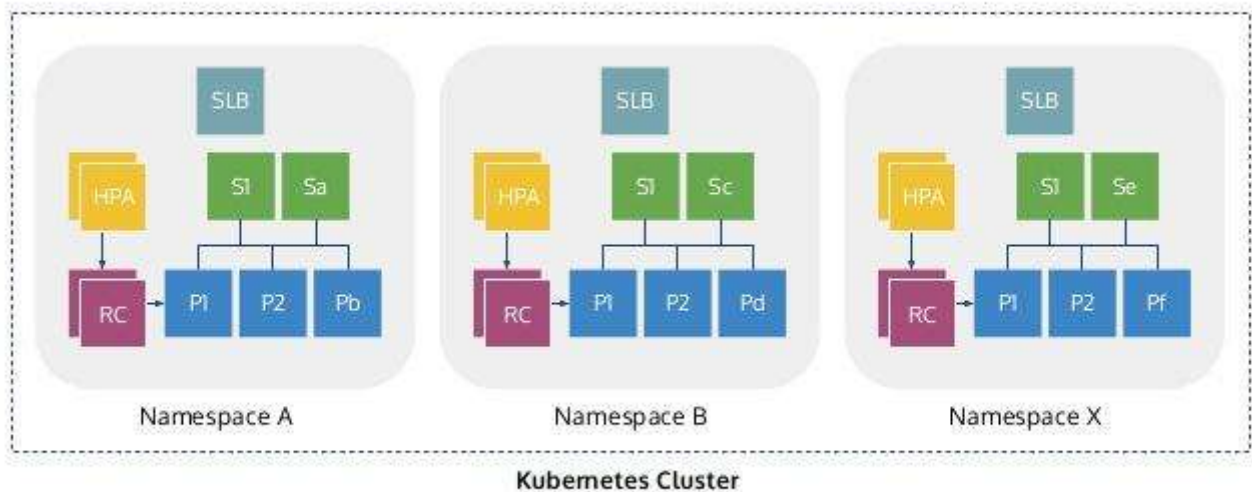 SLB SLB SLB
HPA S1 Sa HPA S1 Sc HPA S1 Se
RC P1 P2 Pb RC P1 P2 Pd RC P1 P2 Pf
Namespace A Namespace B Namespace X
Kubernetes Cluster